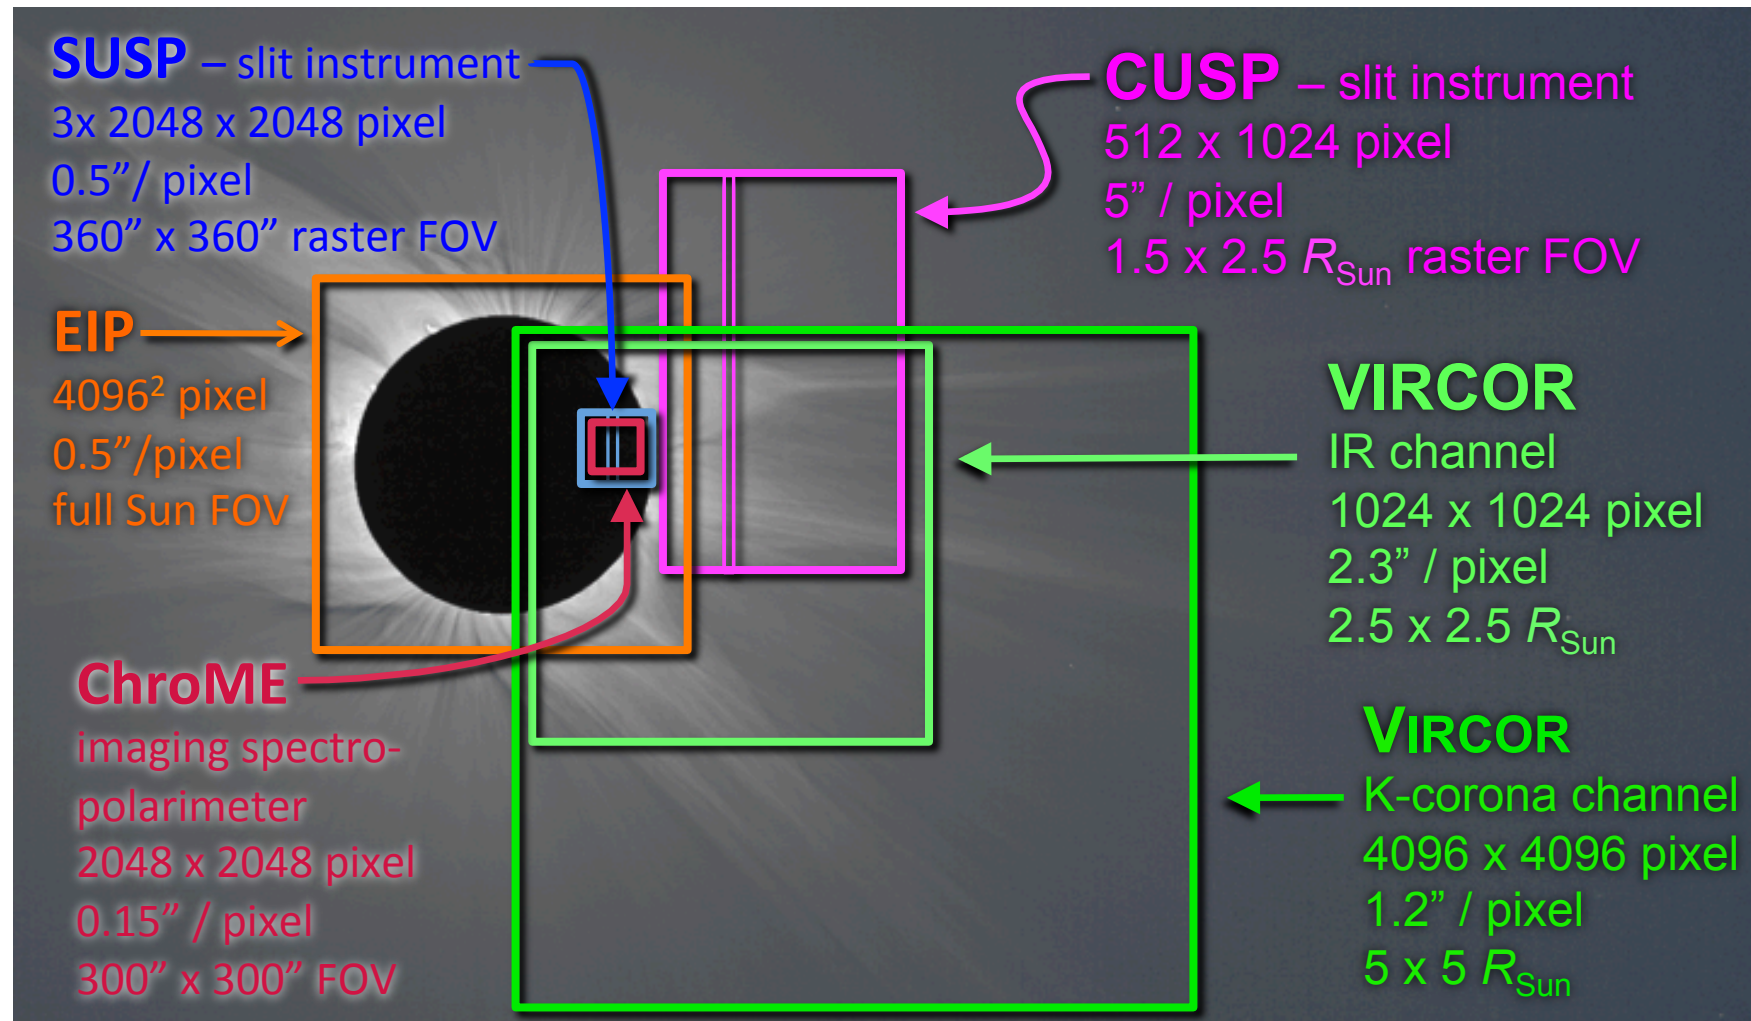 SUSP – slit instrument
3x 2048 x 2048 pixel
0.5”/ pixel
360” x 360” raster FOV
CUSP – slit instrument
512 x 1024 pixel
5” / pixel
1.5 x 2.5 RSun raster FOV
EIP
4096² pixel
0.5”/pixel
full Sun FOV
VIRCOR
IR channel
1024 x 1024 pixel
2.3” / pixel
2.5 x 2.5 RSun
ChroME
imaging spectro-
polarimeter
2048 x 2048 pixel
0.15” / pixel
300” x 300” FOV
VIRCOR
K-corona channel
4096 x 4096 pixel
1.2” / pixel
5 x 5 RSun